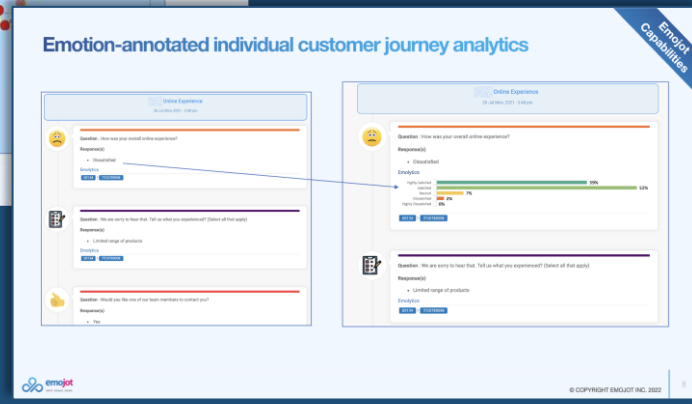 Emotion-annotated individual customer journey analytics
Emojot
Capabilities
Online Experience
Question : How was your overall online experience?
Response(s)
Dissatisfied
Emolytics
Question : We are sorry to hear that. Tell us what you experienced? (Select all that apply)
Response(s)
Limited range of products
Emolytics
Question : Would you like one of our team members to contact you?
Response(s)
Yes
Online Experience
Question : How was your overall online experience?
Response(s)
Dissatisfied
Emolytics
Highly Satisfied
Satisfied
Neutral
7%
Dissatisfied
Highly Dissatisfied
Question : We are sorry to hear that. Tell us what you experienced? (Select all that apply)
Response(s)
Limited range of products
Emolytics
emojot
© COPYRIGHT EMOJOT INC. 2022